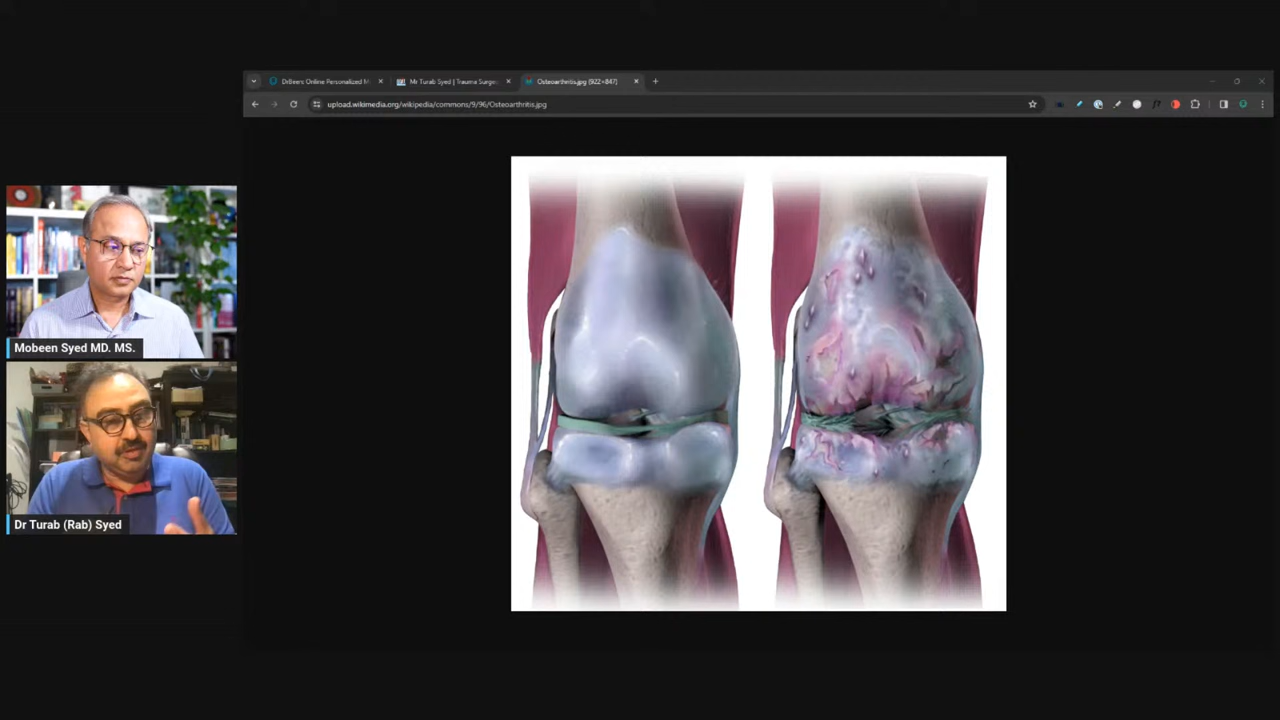 DrBeen: Online Personalized M
Mr Turab Syed | Trauma Surge
Osteoarthritis.jpg (922×847)
upload.wikimedia.org/wikipedia/commons/9/96/Osteoarthritis.jpg
Mobeen Syed MD. MS.
Dr Turab (Rab) Syed